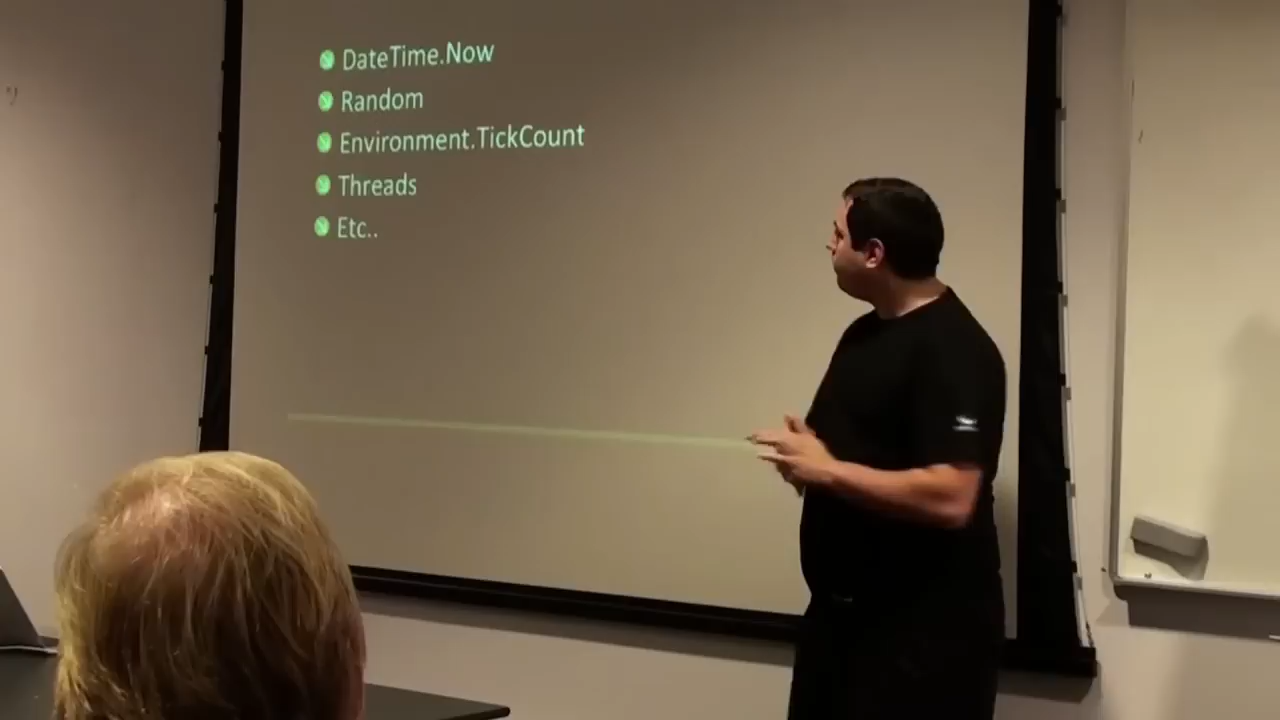 DateTime.Now
Random
Environment.TickCount
Threads
Etc..